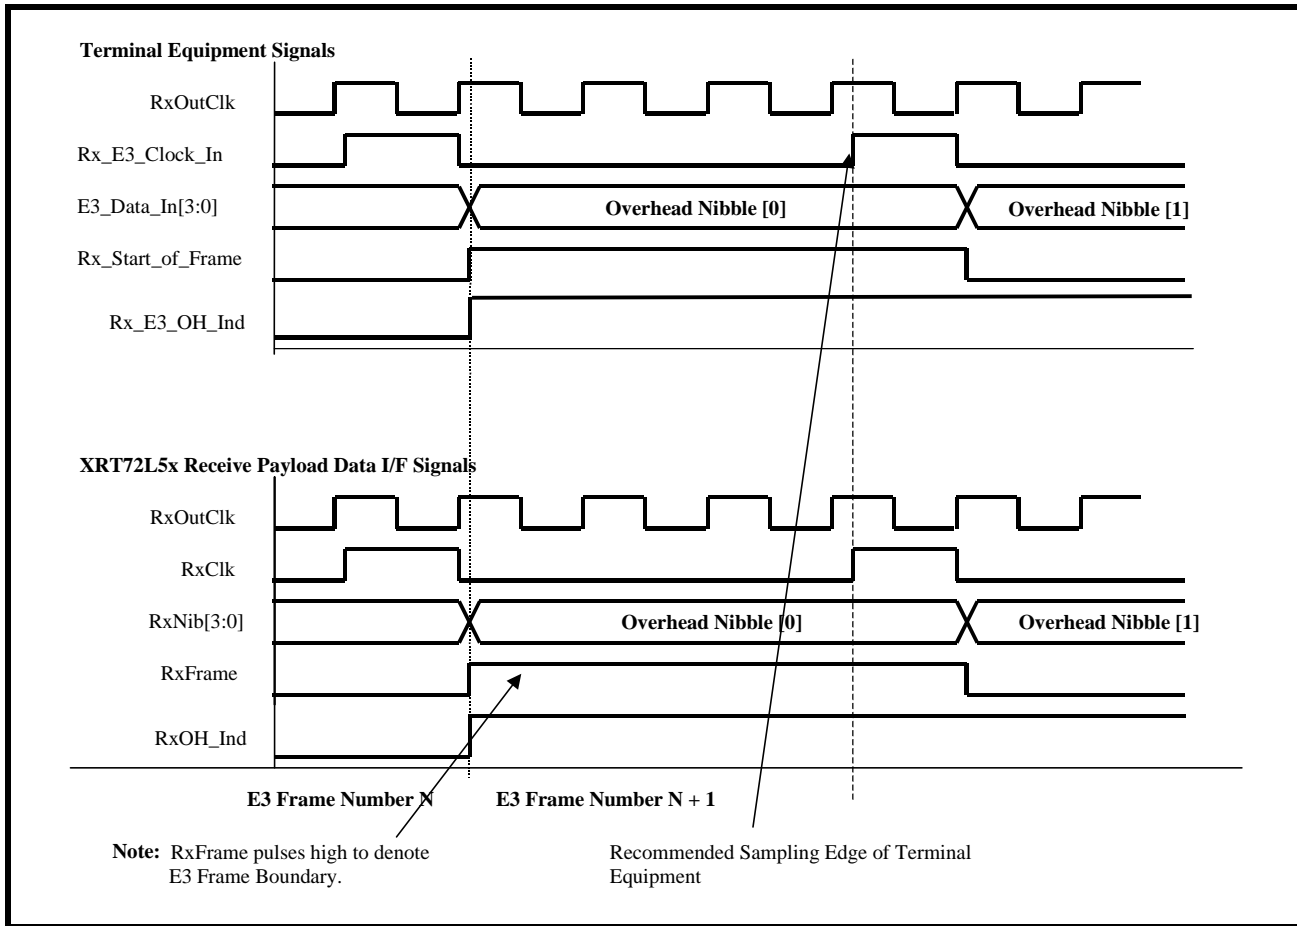 Terminal Equipment Signals
RxOutClk
Rx_E3_Clock_In
E3_Data_In[3:0]
Overhead Nibble [0]
Overhead Nibble [1]
Rx_Start_of_Frame
Rx_E3_OH_Ind
XRT72L5x Receive Payload Data I/F Signals
RxOutClk
RxClk
RxNib[3:0]
Overhead Nibble [0]
Overhead Nibble [1]
RxFrame
RxOH_Ind
E3 Frame Number N
E3 Frame Number N + 1
Note: RxFrame pulses high to denote
E3 Frame Boundary.
Recommended Sampling Edge of Terminal
Equipment